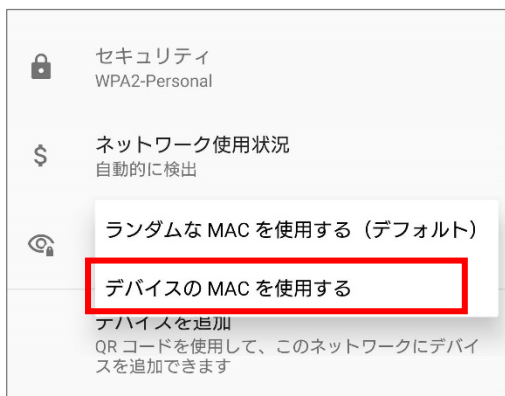 セキュリティ
WPA2-Personal
ネットワーク使用状況
自動的に検出
ランダムな MAC を使用する（デフォルト）
デバイスの MAC を使用する
デバイスを追加
QR コードを使用して、このネットワークにデバイ
スを追加できます